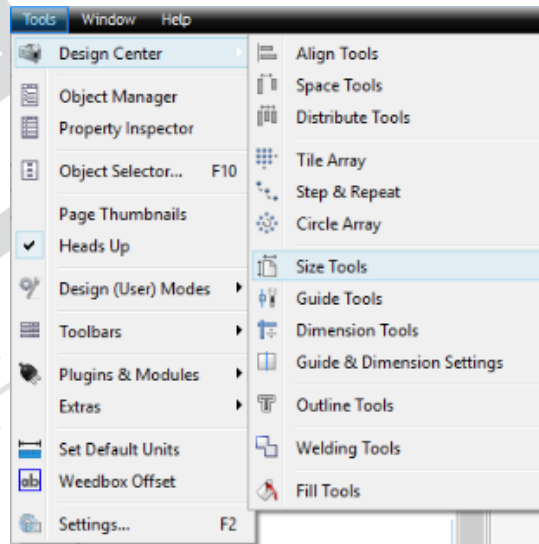 Tools Window Help
Design Center
Object Manager
Property Inspector
Object Selector... F10
Page Thumbnails
Heads Up
Design (User) Modes
Toolbars
Plugins & Modules
Extras
Set Default Units
ab Weedbox Offset
Settings... F2
Align Tools
Space Tools
Distribute Tools
Tile Array
Step & Repeat
Circle Array
Size Tools
Guide Tools
Dimension Tools
Guide & Dimension Settings
Outline Tools
Welding Tools
Fill Tools